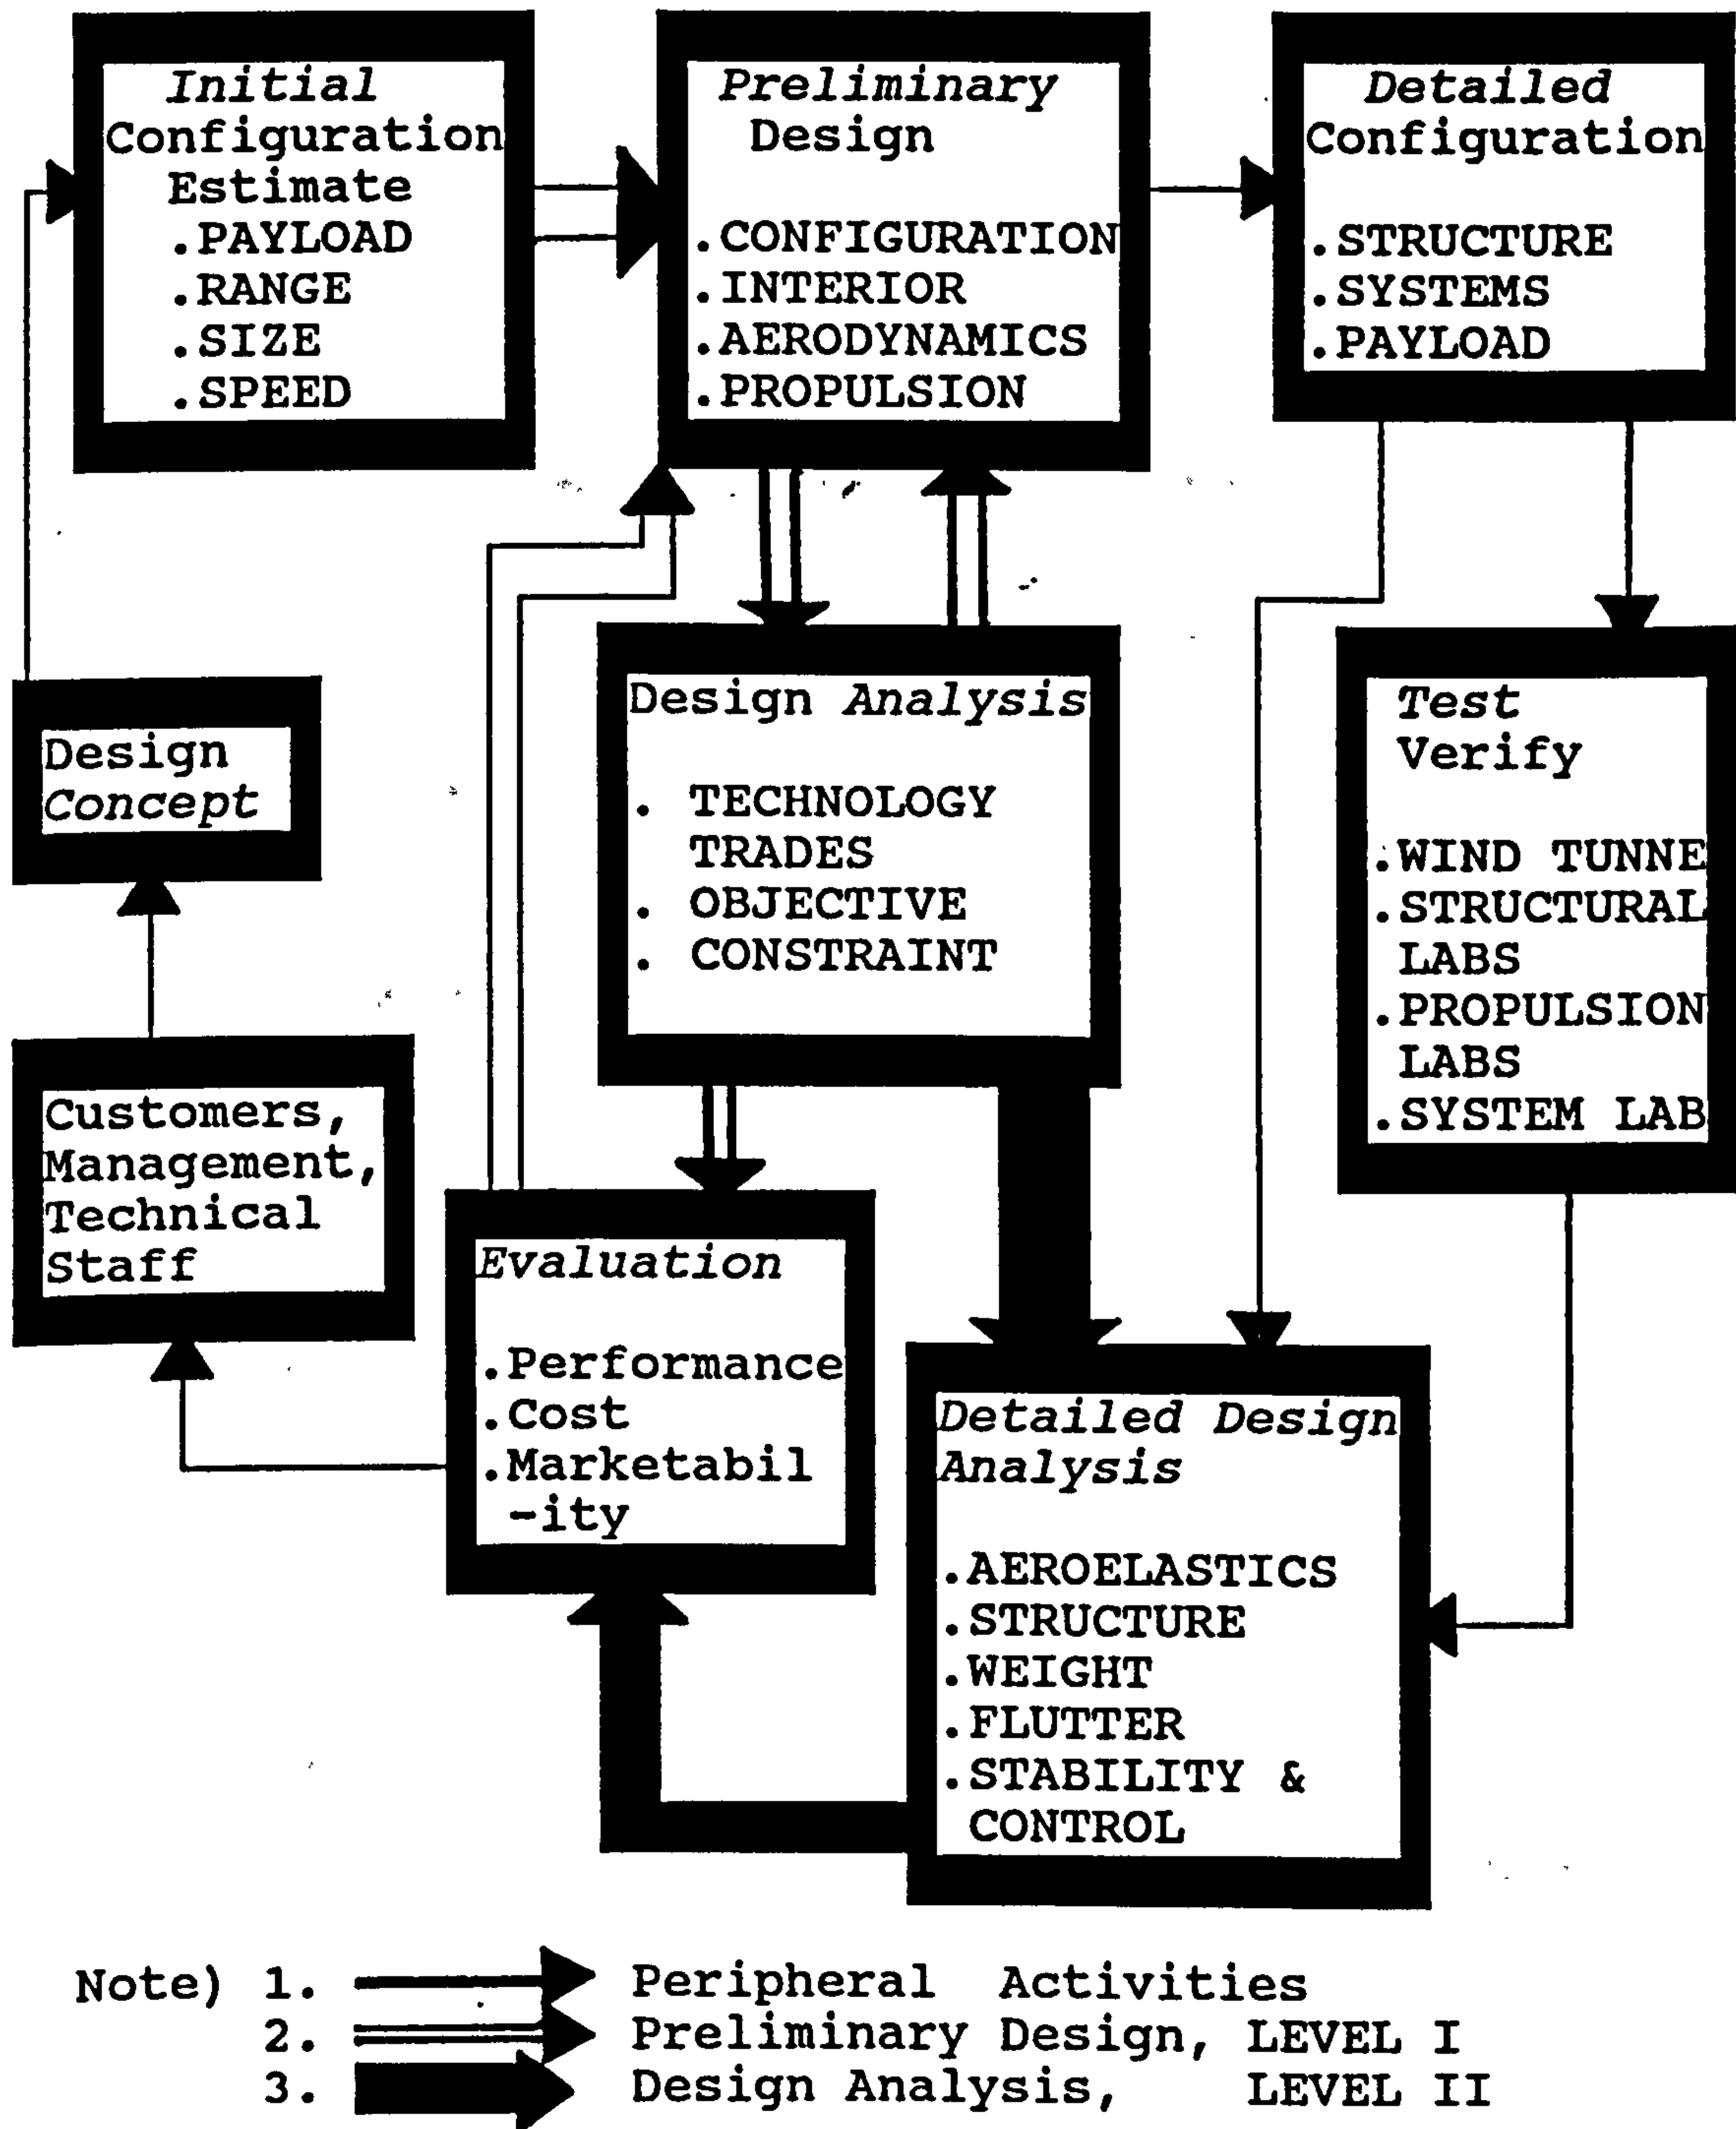 Initial
Configuration
Estimate
.PAYLOAD
.RANGE
.SIZE
.SPEED
Preliminary
Design
.CONFIGURATION
.INTERIOR
.AERODYNAMICS
.PROPULSION
Detailed
Configuration
.STRUCTURE
.SYSTEMS
.PAYLOAD
Design
Concept
Design Analysis
. TECHNOLOGY
TRADES
. OBJECTIVE
. CONSTRAINT
Test
Verify
.WIND TUNNE
.STRUCTURAL
LABS
.PROPULSION
LABS
.SYSTEM LAB
Customers,
Management,
Technical
Staff
Evaluation
.Performance
.Cost
.Marketabil
-ity
Detailed Design
Analysis
.AEROELASTICS
.STRUCTURE
.WEIGHT
.FLUTTER
.STABILITY &
CONTROL
Note) 1. Peripheral Activities
2. Preliminary Design, LEVEL I
3. Design Analysis, LEVEL II